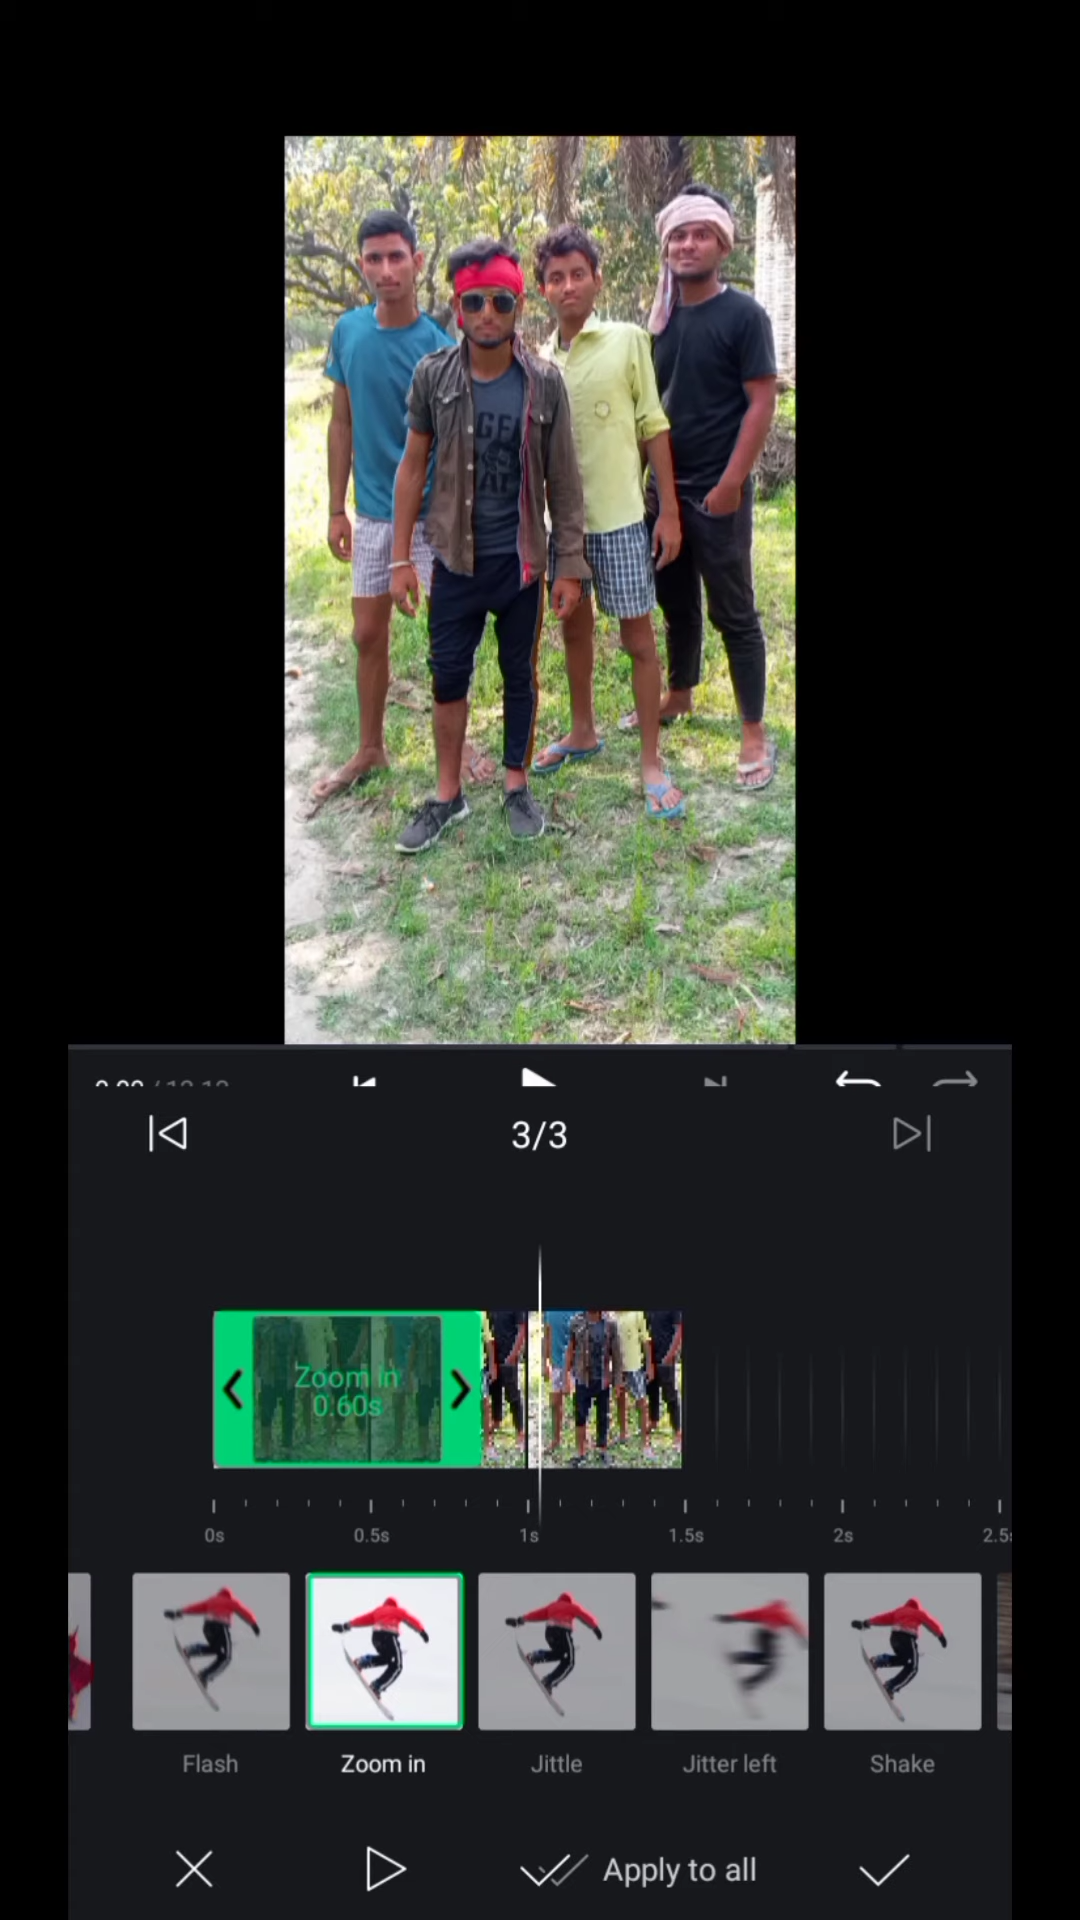 3/3
Zoom in
0.60s
0s
0.5s
1s
1.5s
2s
Flash
Zoom in
Jittle
Jitter left
Shake
Apply to all